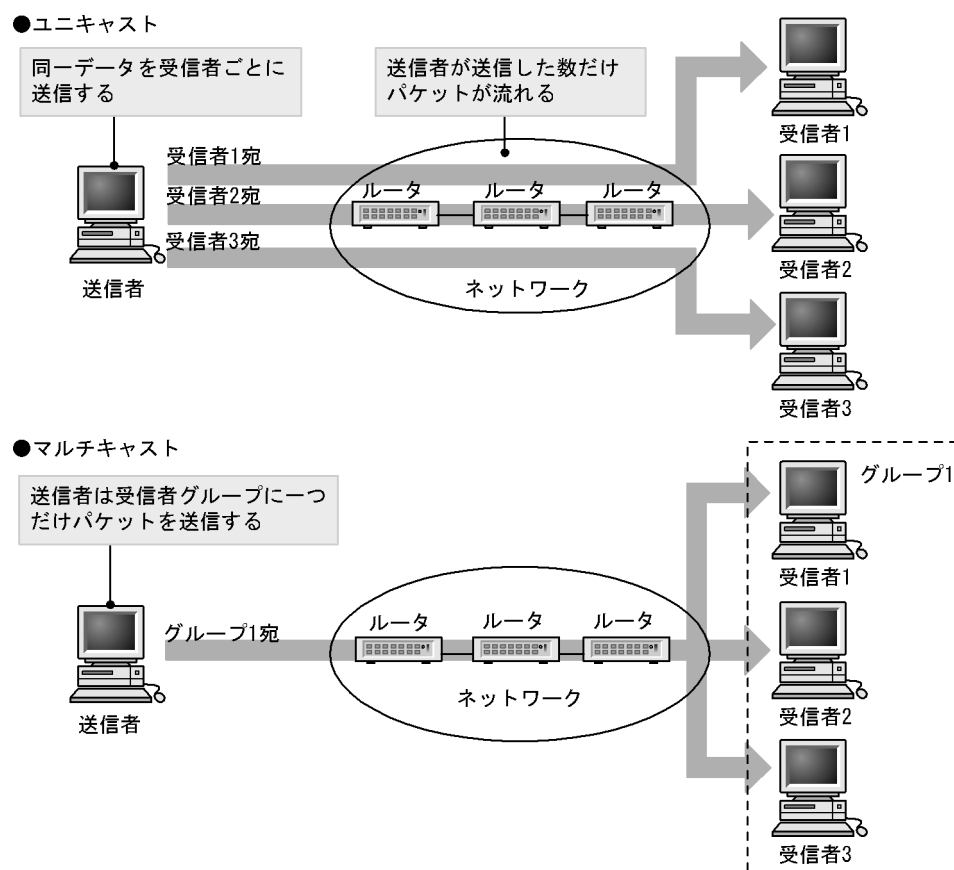 ●ユニキャスト
同一データを受信者ごとに
送信する
送信者が送信した数だけ
パケットが流れる
受信者1
受信者1宛
受信者2宛
ルータ
ルータ
ルータ
受信者3宛
受信者2
送信者
ネットワーク
受信者3
●マルチキャスト
グループ1
送信者は受信者グループに一つ
だけパケットを送信する
受信者1
グループ1宛
ルータ
ルータ
ルータ
ネットワーク
送信者
受信者2
受信者3